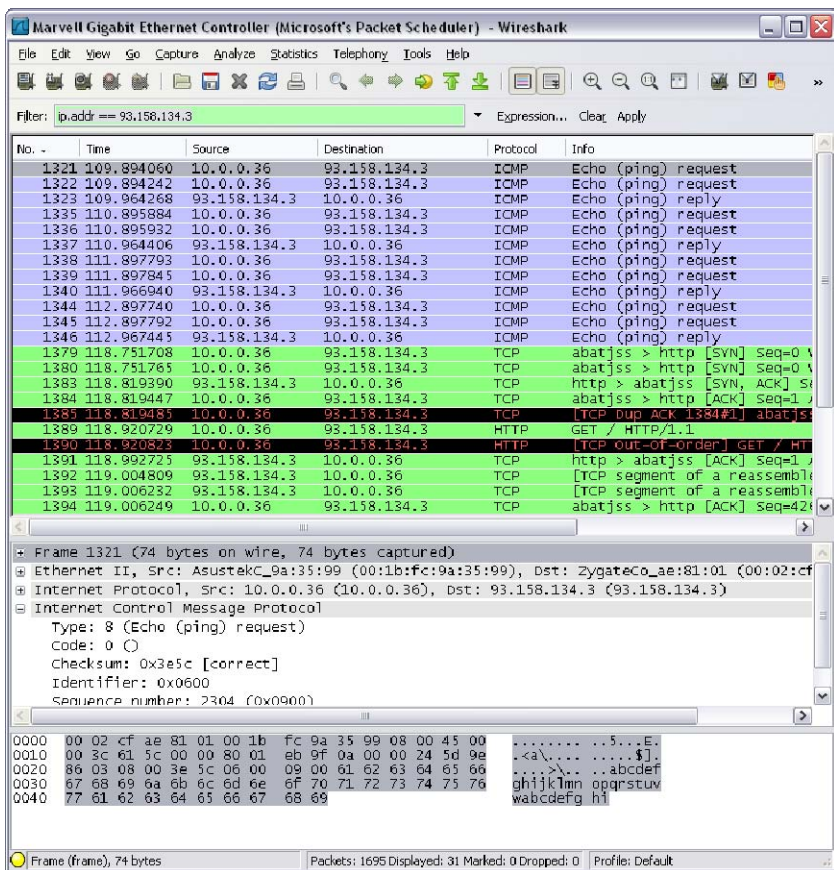 Marvell Gigabit Ethernet Controller (Microsoft's Packet Scheduler) - Wireshark
File Edit View Go Capture Analyze Statistics Telephony Tools Help
Filter: ip.addr == 93.158.134.3 Expression... Clear Apply
No. - Time Source Destination Protocol Info
1321 109.894060 10.0.0.36 93.158.134.3 ICMP Echo (ping) request
1322 109.894242 10.0.0.36 93.158.134.3 ICMP Echo (ping) request
1323 109.964268 93.158.134.3 10.0.0.36 ICMP Echo (ping) reply
1335 110.895884 10.0.0.36 93.158.134.3 ICMP Echo (ping) request
1336 110.895932 10.0.0.36 93.158.134.3 ICMP Echo (ping) request
1337 110.964406 93.158.134.3 10.0.0.36 ICMP Echo (ping) reply
1338 111.897793 10.0.0.36 93.158.134.3 ICMP Echo (ping) request
1339 111.897845 10.0.0.36 93.158.134.3 ICMP Echo (ping) request
1340 111.966940 93.158.134.3 10.0.0.36 ICMP Echo (ping) reply
1344 112.897740 10.0.0.36 93.158.134.3 ICMP Echo (ping) request
1345 112.897792 10.0.0.36 93.158.134.3 ICMP Echo (ping) request
1346 112.967445 93.158.134.3 10.0.0.36 ICMP Echo (ping) reply
1379 118.751708 10.0.0.36 93.158.134.3 TCP abatjss > http [SYN] Seq=0
1380 118.751765 10.0.0.36 93.158.134.3 TCP abatjss > http [SYN] Seq=0
1383 118.819390 93.158.134.3 10.0.0.36 TCP http > abatjss [SYN, ACK]
1384 118.819447 10.0.0.36 93.158.134.3 TCP abatjss > http [ACK] Seq=1
1385 118.819485 10.0.0.36 93.158.134.3 TCP [TCP Dup ACK 1384#1] abatjs
1389 118.920729 10.0.0.36 93.158.134.3 HTTP GET / HTTP/1.1
1390 118.920823 10.0.0.36 93.158.134.3 HTTP [TCP Out-of-Order] GET / HT
1391 118.992725 93.158.134.3 10.0.0.36 TCP http > abatjss [ACK] Seq=1
1392 119.004809 93.158.134.3 10.0.0.36 TCP [TCP segment of a reassemble
1393 119.006232 93.158.134.3 10.0.0.36 TCP [TCP segment of a reassemble
1394 119.006249 10.0.0.36 93.158.134.3 TCP abatjss > http [ACK] Seq=426
Frame 1321 (74 bytes on wire, 74 bytes captured)
Ethernet II, Src: AsustekC_9a:35:99 (00:1b:fc:9a:35:99), Dst: ZygateCo_ae:81:01 (00:02:cf
Internet Protocol, Src: 10.0.0.36 (10.0.0.36), Dst: 93.158.134.3 (93.158.134.3)
Internet Control Message Protocol
Type: 8 (Echo (ping) request)
Code: 0 ()
Checksum: 0x3e5c [correct]
Identifier: 0x0600
Sequence number: 2304 (0x0900)
0000 00 02 cf ae 81 01 00 1b fc 9a 35 99 08 00 45 00 ........ ..5...E.
0010 00 3c 61 5c 00 00 80 01 eb 9f 0a 00 00 24 5d 9e .<a\.... .....$].
0020 86 03 08 00 3e 5c 06 00 09 00 61 62 63 64 65 66 ....>\.. ..abcdef
0030 67 68 69 6a 6b 6c 6d 6e 6f 70 71 72 73 74 75 76 ghijklmn opqrstuv
0040 77 61 62 63 64 65 66 67 68 69 wabcdefg hi
Frame (frame), 74 bytes Packets: 1695 Displayed: 31 Marked: 0 Dropped: 0 Profile: Default